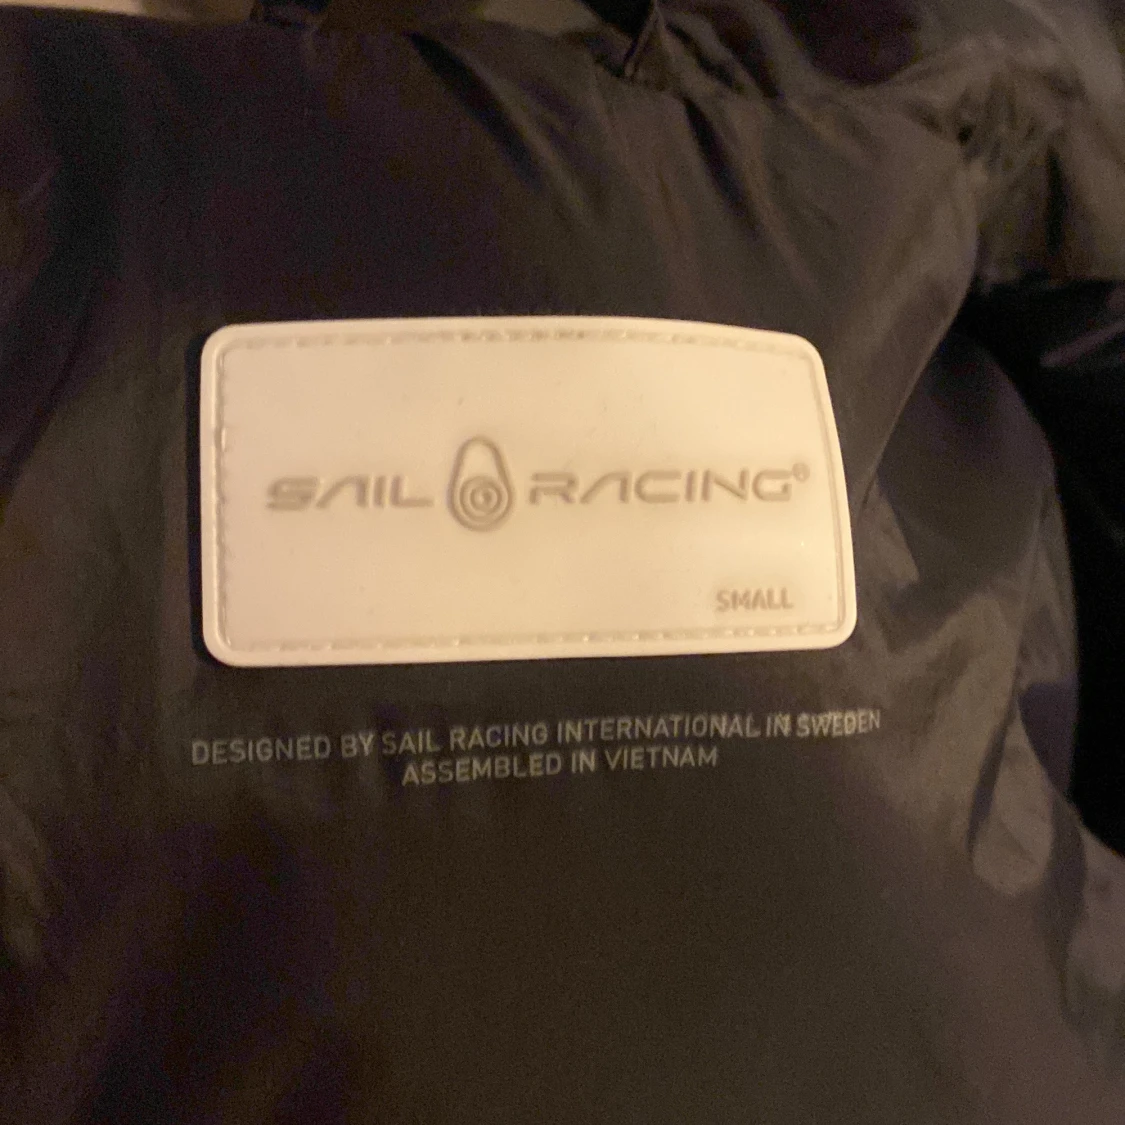 SAIL RACING®
SMALL
DESIGNED BY SAIL RACING INTERNATIONAL IN SWEDEN
ASSEMBLED IN VIETNAM